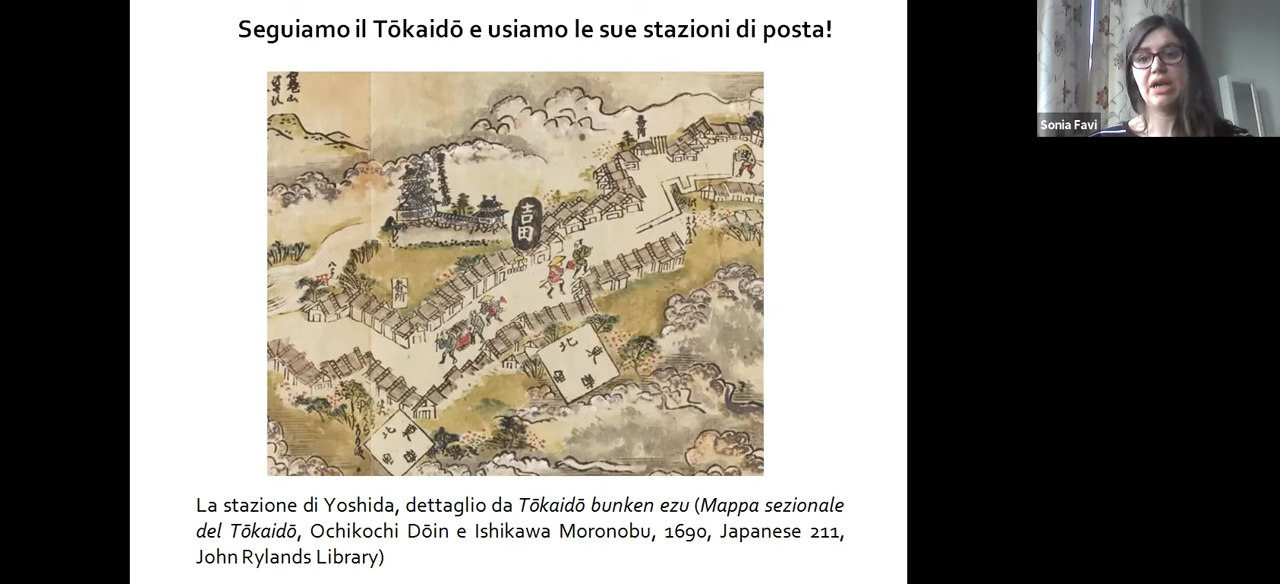 Seguiamo il Tōkaidō e usiamo le sue stazioni di posta!
Sonia Favi
吉田
La stazione di Yoshida, dettaglio da Tōkaidō bunken ezu (Mappa sezionale
del Tōkaidō, Ochikochi Dōin e Ishikawa Moronobu, 1690, Japanese 211,
John Rylands Library)